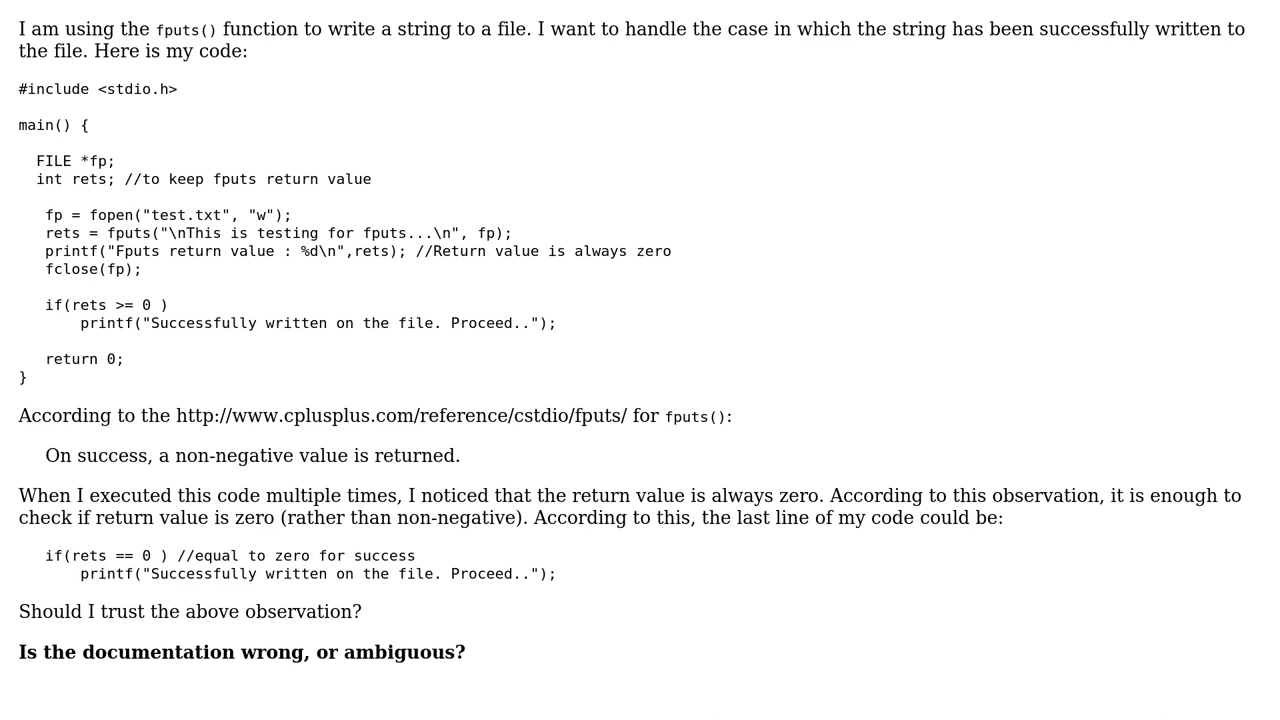 I am using the fputs() function to write a string to a file. I want to handle the case in which the string has been successfully written to
the file. Here is my code:
#include <stdio.h>
main() {
FILE *fp;
int rets; //to keep fputs return value
fp = fopen("test.txt", "w");
rets = fputs("\nThis is testing for fputs...\n", fp);
printf("Fputs return value : %d\n",rets); //Return value is always zero
fclose(fp);
if(rets >= 0 )
printf("Successfully written on the file. Proceed..");
return 0;
}
According to the http://www.cplusplus.com/reference/cstdio/fputs/ for fputs():
On success, a non-negative value is returned.
When I executed this code multiple times, I noticed that the return value is always zero. According to this observation, it is enough to
check if return value is zero (rather than non-negative). According to this, the last line of my code could be:
if(rets == 0 ) //equal to zero for success
printf("Successfully written on the file. Proceed..");
Should I trust the above observation?
Is the documentation wrong, or ambiguous?